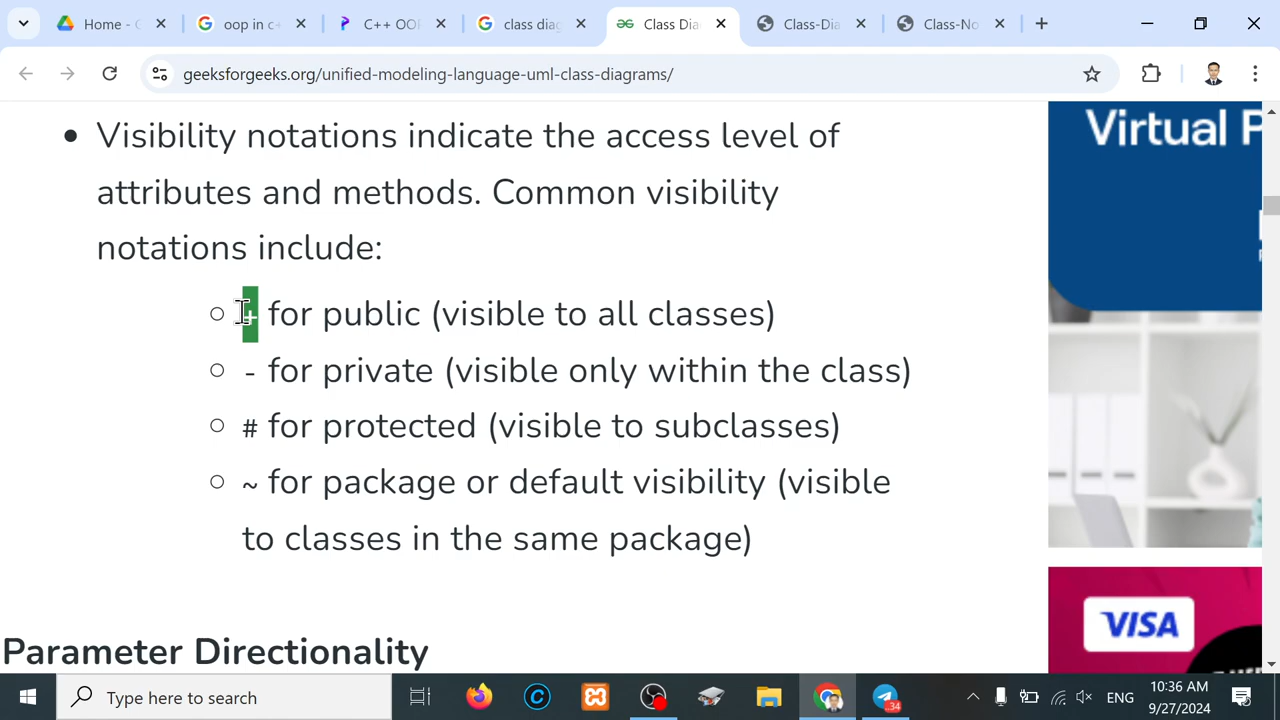 Home - G
oop in c+
C++ OOP
class diag
Class Dia
Class-Dia
Class-No
geeksforgeeks.org/unified-modeling-language-uml-class-diagrams/
• Visibility notations indicate the access level of
attributes and methods. Common visibility
notations include:
+ for public (visible to all classes)
- for private (visible only within the class)
# for protected (visible to subclasses)
~ for package or default visibility (visible
to classes in the same package)
Parameter Directionality
Virtual P
VISA
Type here to search
34
ENG
10:36 AM
9/27/2024